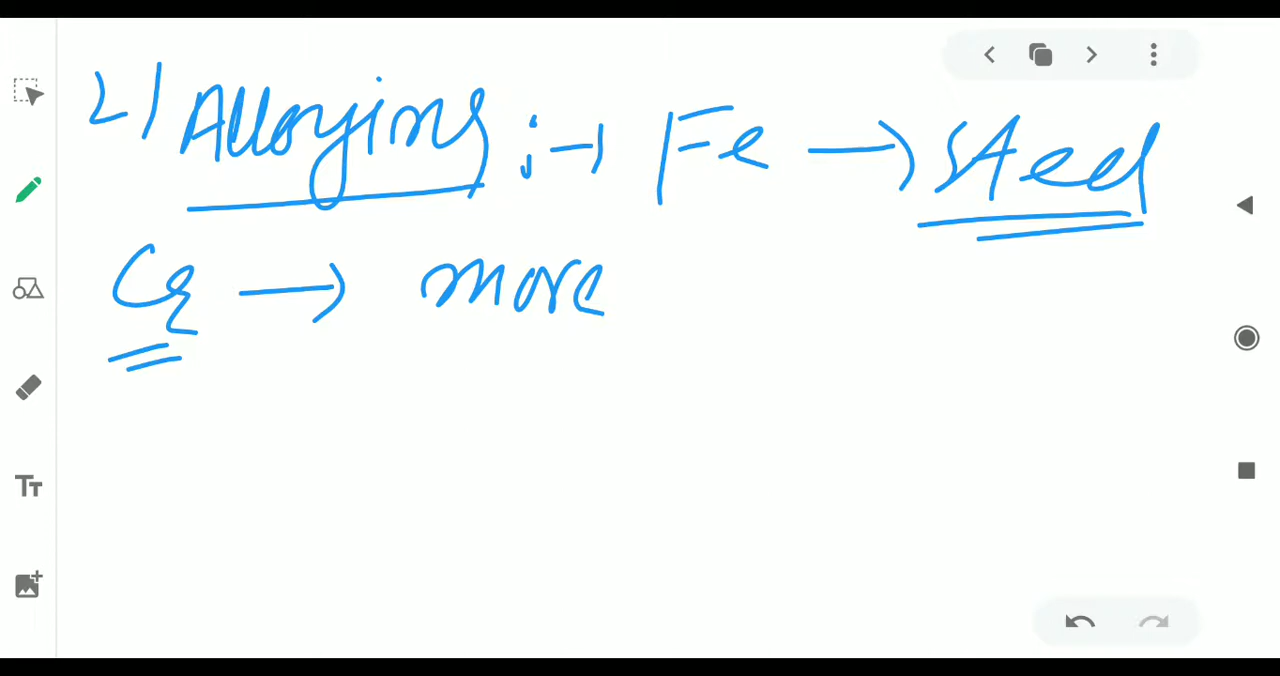 2) Alloying :→ Fe → Steel
Cr → more